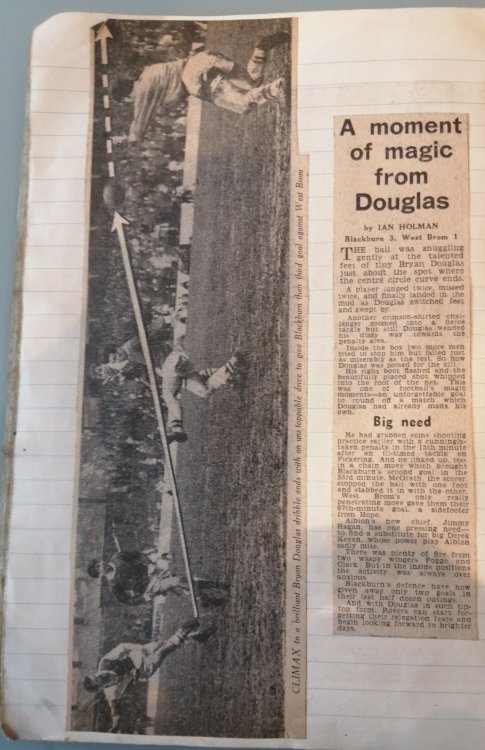 CLIMAX to a brilliant Bryan Douglas dribble ends with an unstoppable drive to give Blackburn their third goal against West Brom
A moment
of magic
from
Douglas
by IAN HOLMAN
Blackburn 3, West Brom 1
THE ball was snuggling
gently at the talented
feet of tiny Bryan Douglas
just about the spot where
the centre circle curve ends.
A player lunged twice, missed
twice, and finally landed in the
mud as Douglas switched feet
and swept by.
Another crimson-shirted chal-
lenger zoomed into a fierce
tackle but still Douglas wended
his dizzy way towards the
penalty area.
Inside the box two more men
tried to stop him but failed just
as miserably as the rest. So now
Douglas was poised for the kill.
His right boot flashed and the
beautifully placed shot whipped
into the roof of the net. This
was one of football's magic
moments—an unforgettable goal
to round off a match which
Douglas had already made his
own.
Big need
He had grabbed some shooting
practice earlier with a cunningly-
taken penalty in the 15th minute
after an ill-timed tackle on
Pickering. And he linked up, too,
in a chain move which brought
Blackburn's second goal in the
53rd minute. McGrath, the scorer,
stopped the ball with one foot
and stabbed it in with the other.
West Brom's only really
penetrating move gave them their
67th-minute goal, a sidefooter
from Hope.
Albion's new chief, Jimmy
Hagan, has one pressing need—
to find a substitute for big Derek
Kevan, whose power play Albion
sadly miss.
There was plenty of fire from
two waspy wingers Foggo and
Clark. But in the inside positions
the activity was always over
anxious
Blackburn's defence have now
given away only two goals in
their last half dozen outings.
And with Douglas in such tip-
top form, Rovers can start for-
getting their relegation fears and
begin looking forward to brighter
days.